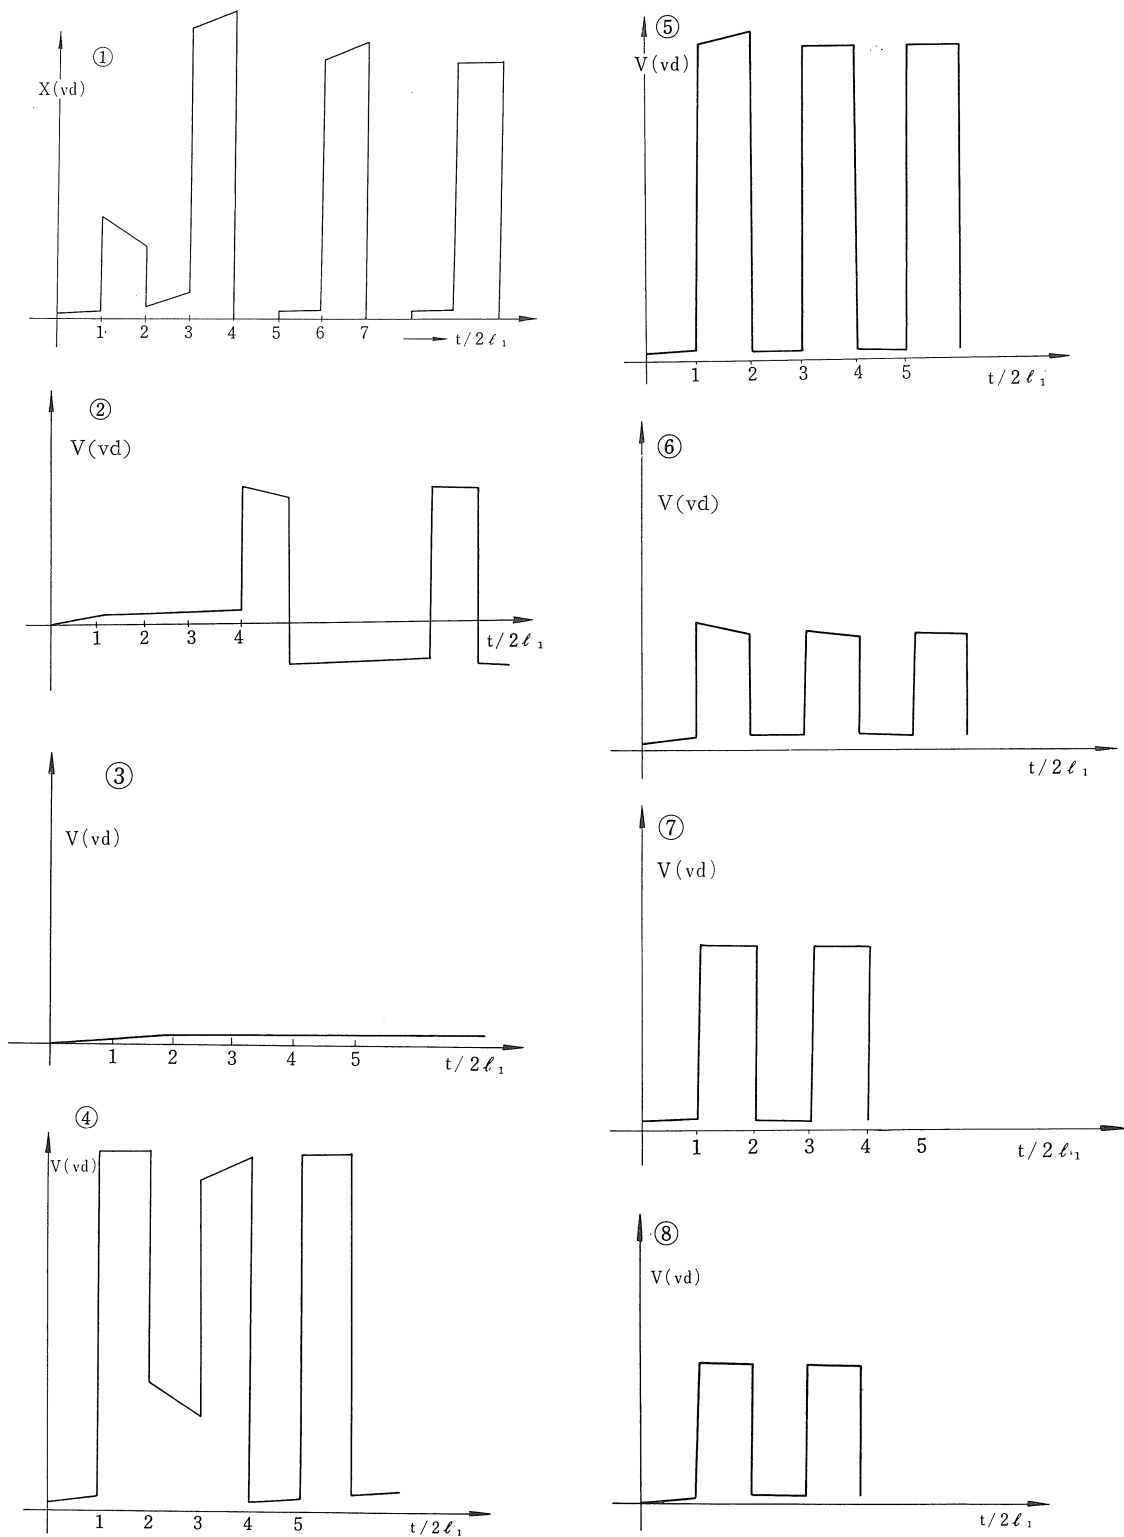 ①
X(vd)
1 2 3 4 5 6 7
t/2ℓ₁
②
V(vd)
1 2 3 4
t/2ℓ₁
③
V(vd)
1 2 3 4 5
t/2ℓ₁
④
V(vd)
1 2 3 4 5
t/2ℓ₁
⑤
V(vd)
1 2 3 4 5
t/2ℓ₁
⑥
V(vd)
t/2ℓ₁
⑦
V(vd)
1 2 3 4 5
t/2ℓ₁
⑧
V(vd)
t/2ℓ₁